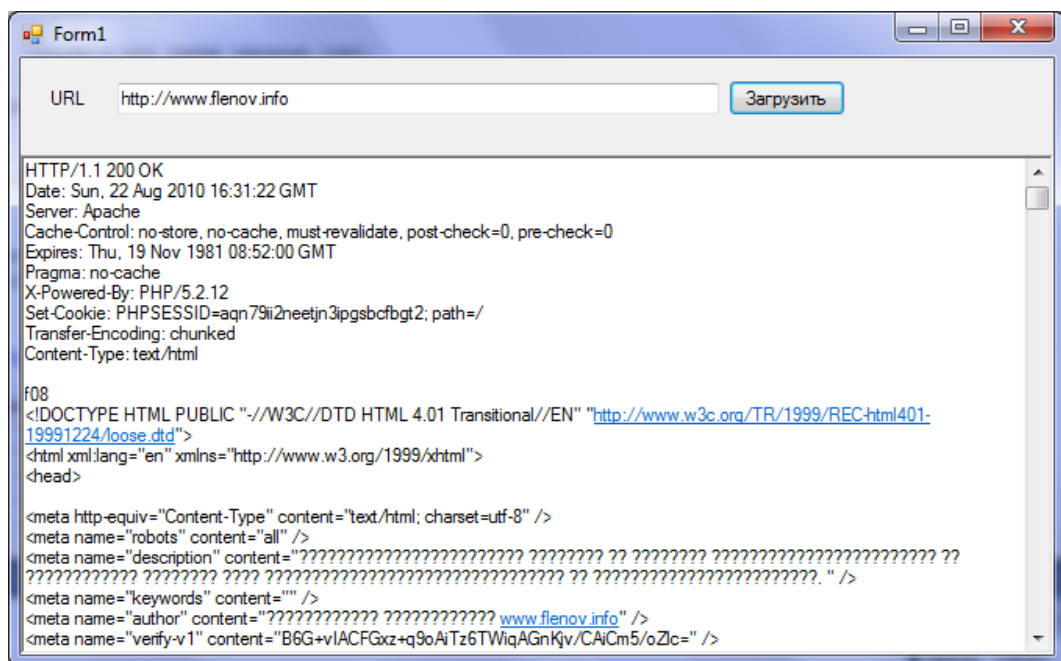 Form1
URL http://www.flenov.info Загрузить
HTTP/1.1 200 OK
Date: Sun, 22 Aug 2010 16:31:22 GMT
Server: Apache
Cache-Control: no-store, no-cache, must-revalidate, post-check=0, pre-check=0
Expires: Thu, 19 Nov 1981 08:52:00 GMT
Pragma: no-cache
X-Powered-By: PHP/5.2.12
Set-Cookie: PHPSESSID=aqn79ii2neetjn3ipgsbcfbgt2; path=/
Transfer-Encoding: chunked
Content-Type: text/html
f08
<!DOCTYPE HTML PUBLIC "-//W3C//DTD HTML 4.01 Transitional//EN" "http://www.w3c.org/TR/1999/REC-html401-
19991224/loose.dtd">
<html xml:lang="en" xmlns="http://www.w3.org/1999/xhtml">
<head>
<meta http-equiv="Content-Type" content="text/html; charset=utf-8" />
<meta name="robots" content="all" />
<meta name="description" content="???????????????????????? ???????? ?? ???????? ???????????????????????? ??
???????????? ???????? ???? ???????????????????????????????? ?? ????????????????????????. " />
<meta name="keywords" content="" />
<meta name="author" content="???????????? ???????????? www.flenov.info" />
<meta name="verify-v1" content="B6G+vIACFGxz+q9oAiTz6TWiqAGnKjv/CAiCm5/oZIc=" />